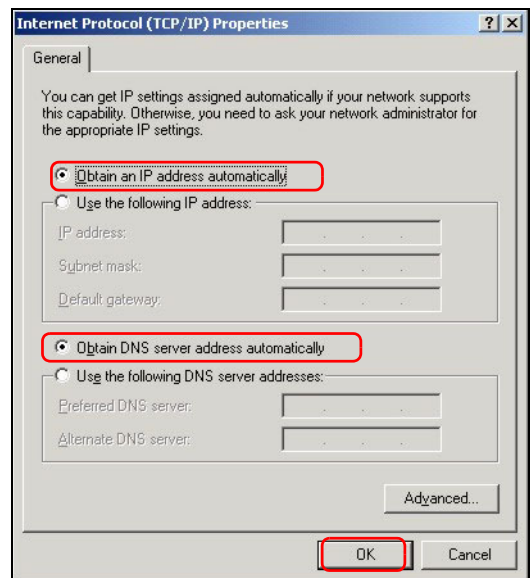 Internet Protocol (TCP/IP) Properties
General
You can get IP settings assigned automatically if your network supports
this capability. Otherwise, you need to ask your network administrator for
the appropriate IP settings.
Obtain an IP address automatically
Use the following IP address:
IP address:
Subnet mask:
Default gateway:
Obtain DNS server address automatically
Use the following DNS server addresses:
Preferred DNS server:
Alternate DNS server:
Advanced...
OK
Cancel